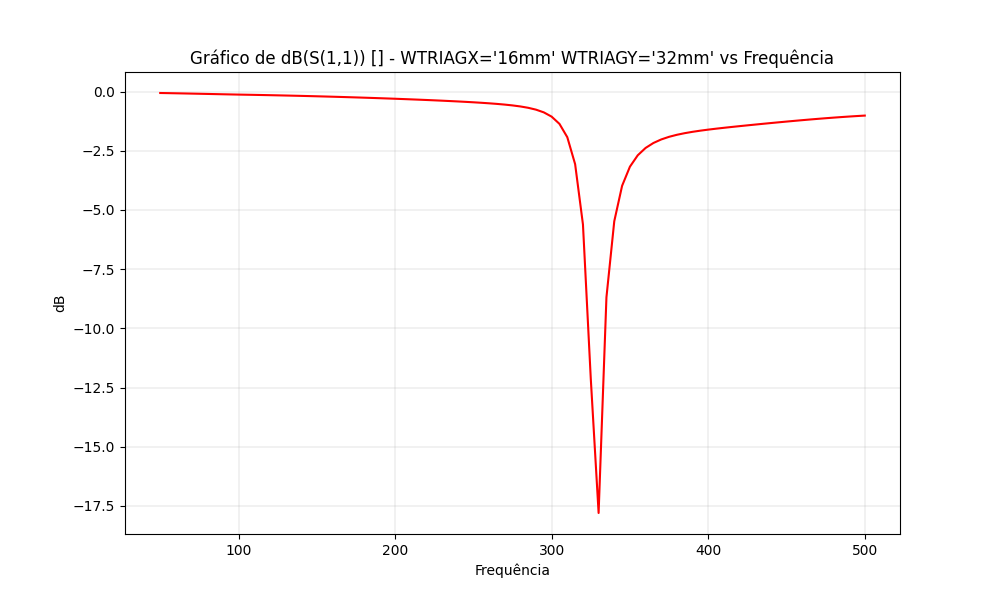 Gráfico de dB(S(1,1)) [] - WTRIAGX='16mm' WTRIAGY='32mm' vs Frequência
0.0
−2.5
−5.0
−7.5
−10.0
−12.5
−15.0
−17.5
dB
100 200 300 400 500
Frequência